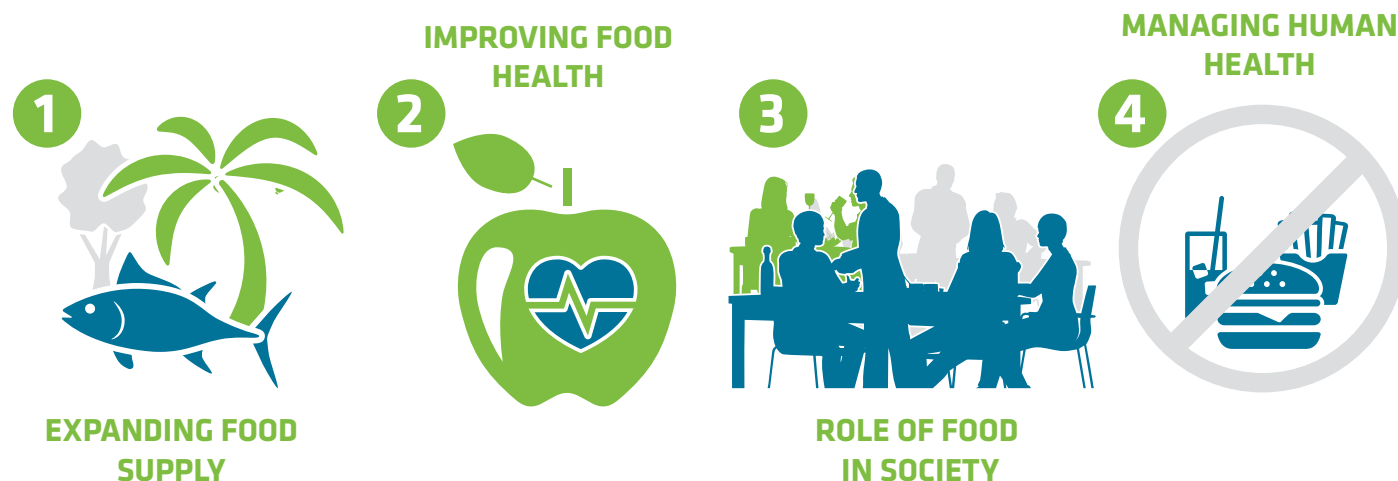 1
EXPANDING FOOD
SUPPLY
2
IMPROVING FOOD
HEALTH
3
ROLE OF FOOD
IN SOCIETY
4
MANAGING HUMAN
HEALTH